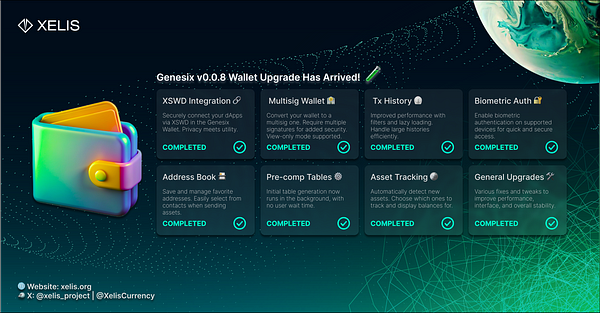 XELIS
Genesix v0.0.8 Wallet Upgrade Has Arrived!
XSWD Integration
Securely connect your dApps
via XSWD in the Genesix
Wallet. Privacy meets utility.
COMPLETED
Multisig Wallet
Convert your wallet to a
multisig one. Require multiple
signatures for added security.
View-only mode supported.
COMPLETED
Tx History
Improved performance with
filters and lazy loading.
Handle large histories
efficiently.
COMPLETED
Biometric Auth
Enable biometric
authentication on supported
devices for quick and secure
access.
COMPLETED
Address Book
Save and manage favorite
addresses. Easily select from
contacts when sending
assets.
COMPLETED
Pre-comp Tables
Initial table generation now
runs in the background, with
no user wait time.
COMPLETED
Asset Tracking
Automatically detect new
assets. Choose which ones to
track and display balances for.
COMPLETED
General Upgrades
Various fixes and tweaks to
improve performance,
interface, and overall stability.
COMPLETED
Website: xelis.org
X: @xelis_project | @XelisCurrency